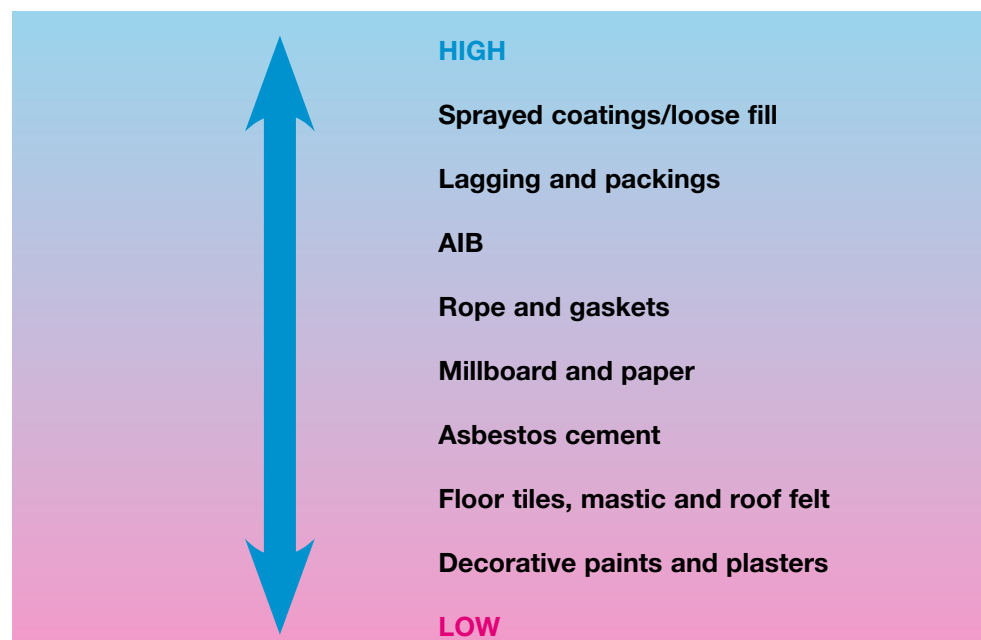 HIGH
Sprayed coatings/loose fill
Lagging and packings
AIB
Rope and gaskets
Millboard and paper
Asbestos cement
Floor tiles, mastic and roof felt
Decorative paints and plasters
LOW